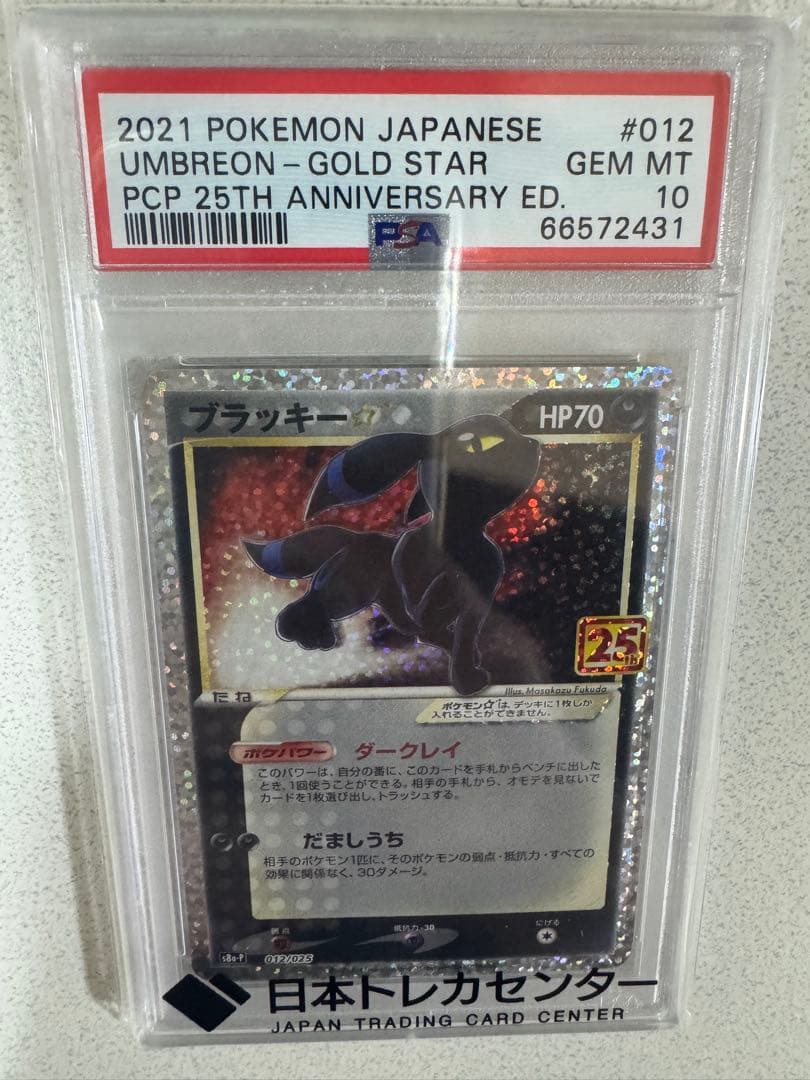 2021 POKEMON JAPANESE #012
UMBREON - GOLD STAR GEM MT
PCP 25TH ANNIVERSARY ED. 10
PSA 66572431
ブラッキー☆ HP70
25th
Illus. Masakazu Fukuda
たね
ポケモン☆は、デッキに1枚しか
入れることができません。
ポケパワー ダークレイ
このパワーは、自分の番に、このカードを手札からベンチに出した
とき、1回使うことができる。相手の手札から、オモテを見ないで
カードを1枚選び出し、トラッシュする。
だましうち
相手のポケモン1匹に、そのポケモンの弱点・抵抗力・すべての
効果に関係なく、30ダメージ。
弱点 抵抗力-30 にげる
s8a-P 012/025
日本トレカセンター
JAPAN TRADING CARD CENTER